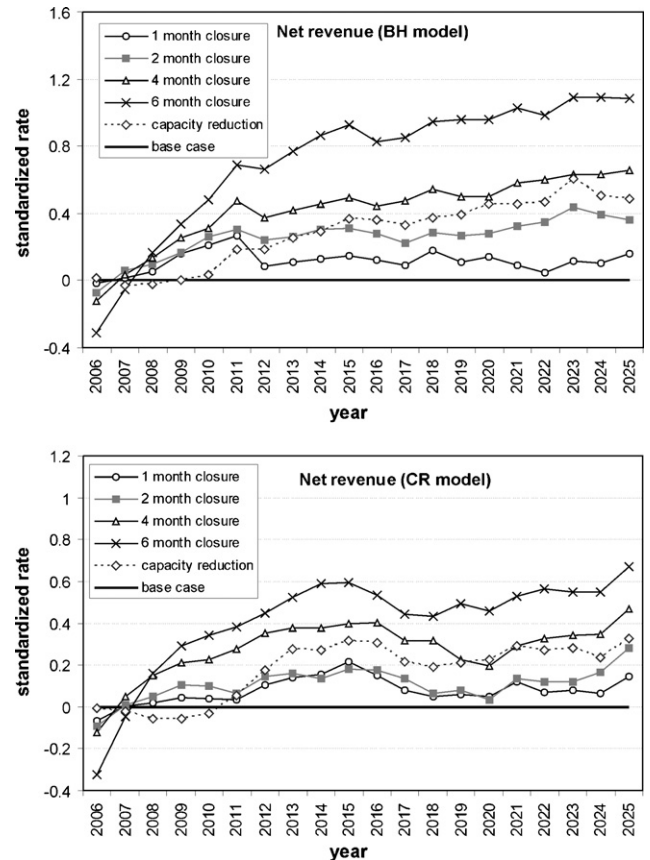 Net revenue (BH model)
1 month closure
2 month closure
4 month closure
6 month closure
capacity reduction
base case
standardized rate
1.6
1.2
0.8
0.4
0
-0.4
2006 2007 2008 2009 2010 2011 2012 2013 2014 2015 2016 2017 2018 2019 2020 2021 2022 2023 2024 2025
year
Net revenue (CR model)
1 month closure
2 month closure
4 month closure
6 month closure
capacity reduction
base case
standardized rate
1.2
1
0.8
0.6
0.4
0.2
0
-0.2
-0.4
2006 2007 2008 2009 2010 2011 2012 2013 2014 2015 2016 2017 2018 2019 2020 2021 2022 2023 2024 2025
year